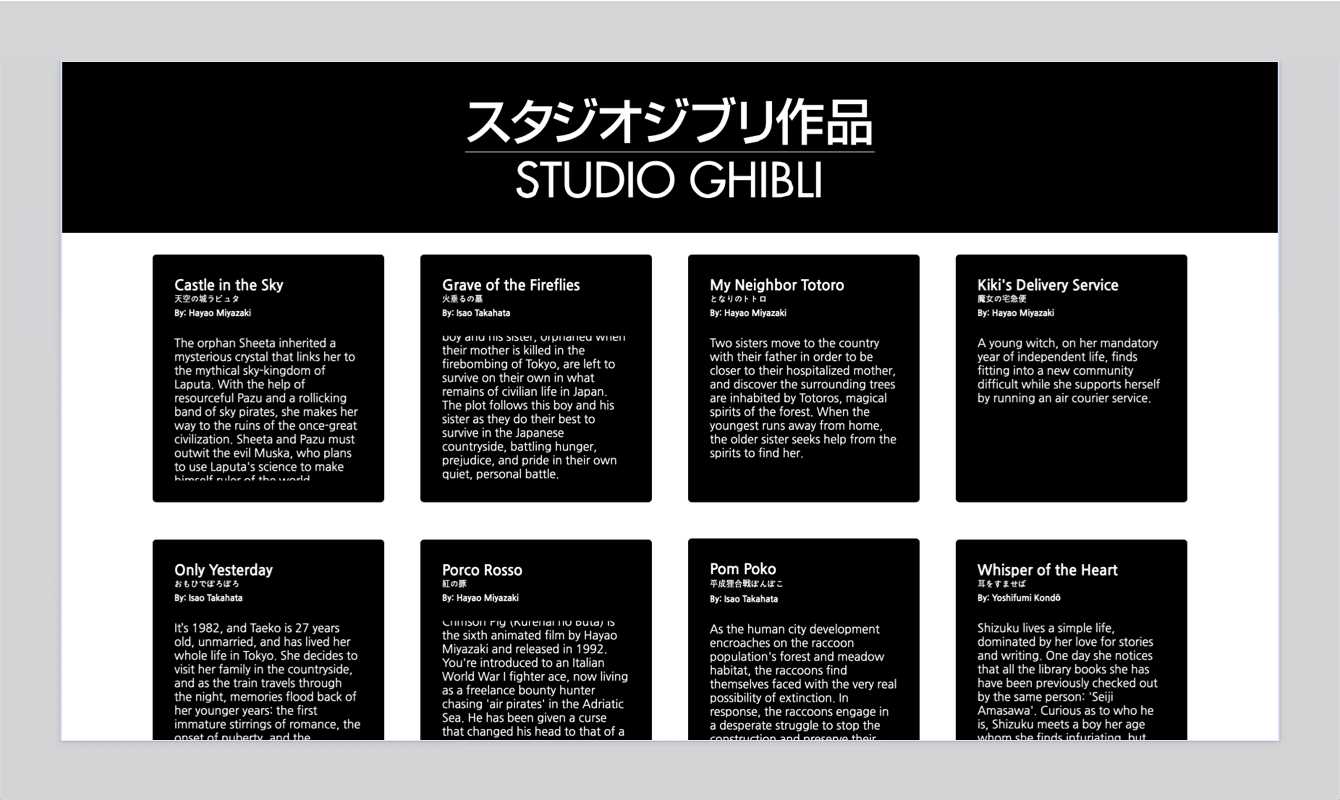 スタジオジブリ作品
STUDIO GHIBLI
Castle in the Sky
天空の城ラピュタ
By: Hayao Miyazaki
The orphan Sheeta inherited a
mysterious crystal that links her to
the mythical sky-kingdom of
Laputa. With the help of
resourceful Pazu and a rollicking
band of sky pirates, she makes her
way to the ruins of the once-great
civilization. Sheeta and Pazu must
outwit the evil Muska, who plans
to use Laputa's science to make
himself ruler of the world.
Grave of the Fireflies
火垂るの墓
By: Isao Takahata
boy and his sister, orphaned when
their mother is killed in the
firebombing of Tokyo, are left to
survive on their own in what
remains of civilian life in Japan.
The plot follows this boy and his
sister as they do their best to
survive in the Japanese
countryside, battling hunger,
prejudice, and pride in their own
quiet, personal battle.
My Neighbor Totoro
となりのトトロ
By: Hayao Miyazaki
Two sisters move to the country
with their father in order to be
closer to their hospitalized mother,
and discover the surrounding trees
are inhabited by Totoros, magical
spirits of the forest. When the
youngest runs away from home,
the older sister seeks help from the
spirits to find her.
Kiki's Delivery Service
魔女の宅急便
By: Hayao Miyazaki
A young witch, on her mandatory
year of independent life, finds
fitting into a new community
difficult while she supports herself
by running an air courier service.
Only Yesterday
おもひでぽろぽろ
By: Isao Takahata
It's 1982, and Taeko is 27 years
old, unmarried, and has lived her
whole life in Tokyo. She decides to
visit her family in the countryside,
and as the train travels through
the night, memories flood back of
her younger years: the first
immature stirrings of romance, the
onset of puberty, and the
Porco Rosso
紅の豚
By: Hayao Miyazaki
Crimson Pig (Kurenai no Buta) is
the sixth animated film by Hayao
Miyazaki and released in 1992.
You're introduced to an Italian
World War I fighter ace, now living
as a freelance bounty hunter
chasing 'air pirates' in the Adriatic
Sea. He has been given a curse
that changed his head to that of a
Pom Poko
平成狸合戦ぽんぽこ
By: Isao Takahata
As the human city development
encroaches on the raccoon
population's forest and meadow
habitat, the raccoons find
themselves faced with the very real
possibility of extinction. In
response, the raccoons engage in
a desperate struggle to stop the
construction and preserve their
Whisper of the Heart
耳をすませば
By: Yoshifumi Kondō
Shizuku lives a simple life,
dominated by her love for stories
and writing. One day she notices
that all the library books she has
have been previously checked out
by the same person: 'Seiji
Amasawa'. Curious as to who he
is, Shizuku meets a boy her age
whom she finds infuriating, but